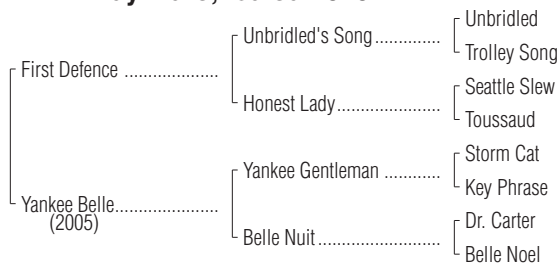 Unbridled
Unbridled's Song
Trolley Song
First Defence
Seattle Slew
Honest Lady
Toussaud
Storm Cat
Yankee Gentleman
Key Phrase
Yankee Belle
(2005)
Dr. Carter
Belle Nuit
Belle Noel